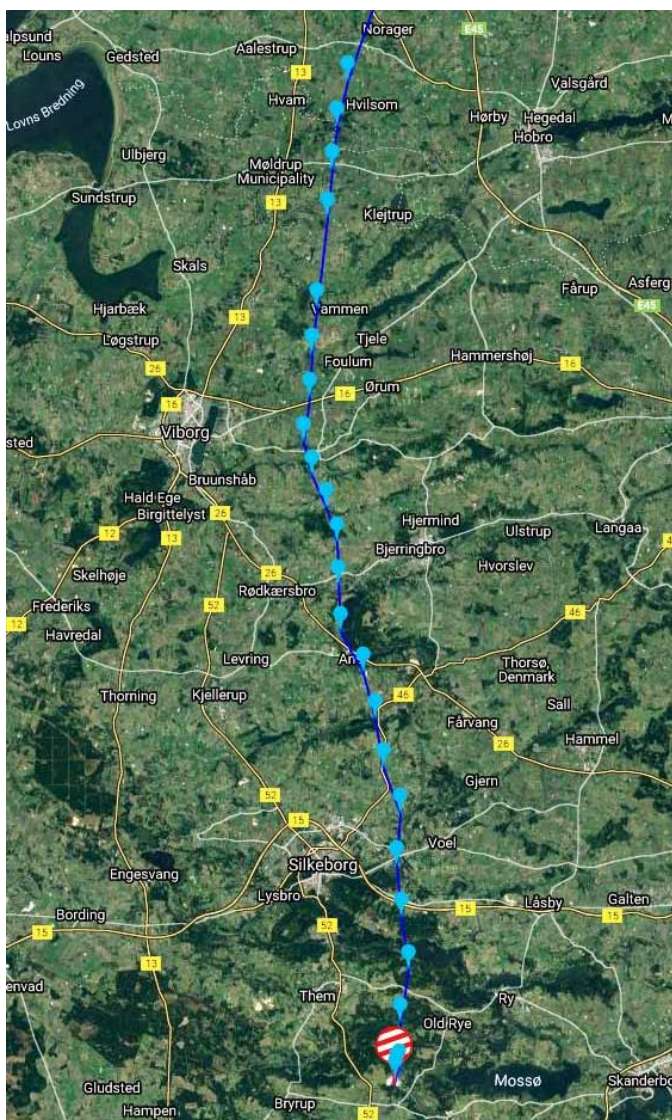 alpsund
Louns
Gedsted
Aalestrup
Norager
E45
13
Lovns Bredning
Hvam
Hvilsom
Valsgård
Hørby
Hegedal
Hobro
Ulbjerg
Møldrup
Municipality
Sundstrup
13
Klejtrup
Skals
Asferg
Fårup
E45
Hjarbæk
13
Vammen
Løgstrup
Tjele
Foulum
Hammershøj
26
16
16
Ørum
16
Viborg
sted
Bruunshåb
Hald Ege
Birgittelyst
26
Hjermind
Ulstrup
Langaa
12
13
Bjerringbro
Skelhøje
26
Hvorslev
Rødkærsbro
Frederiks
52
46
12
Havredal
Levring
Ans
Thorsø,
Denmark
Thorning
Kjellerup
46
Sall
Fårvang
26
Hammel
Gjern
52
15
Voel
Silkeborg
Engesvang
Lysbro
Låsby
Galten
Bording
15
15
52
15
13
envad
Them
Ry
Old Rye
Mossø
Skanderbo
Gludsted
Bryrup
Hampen
52